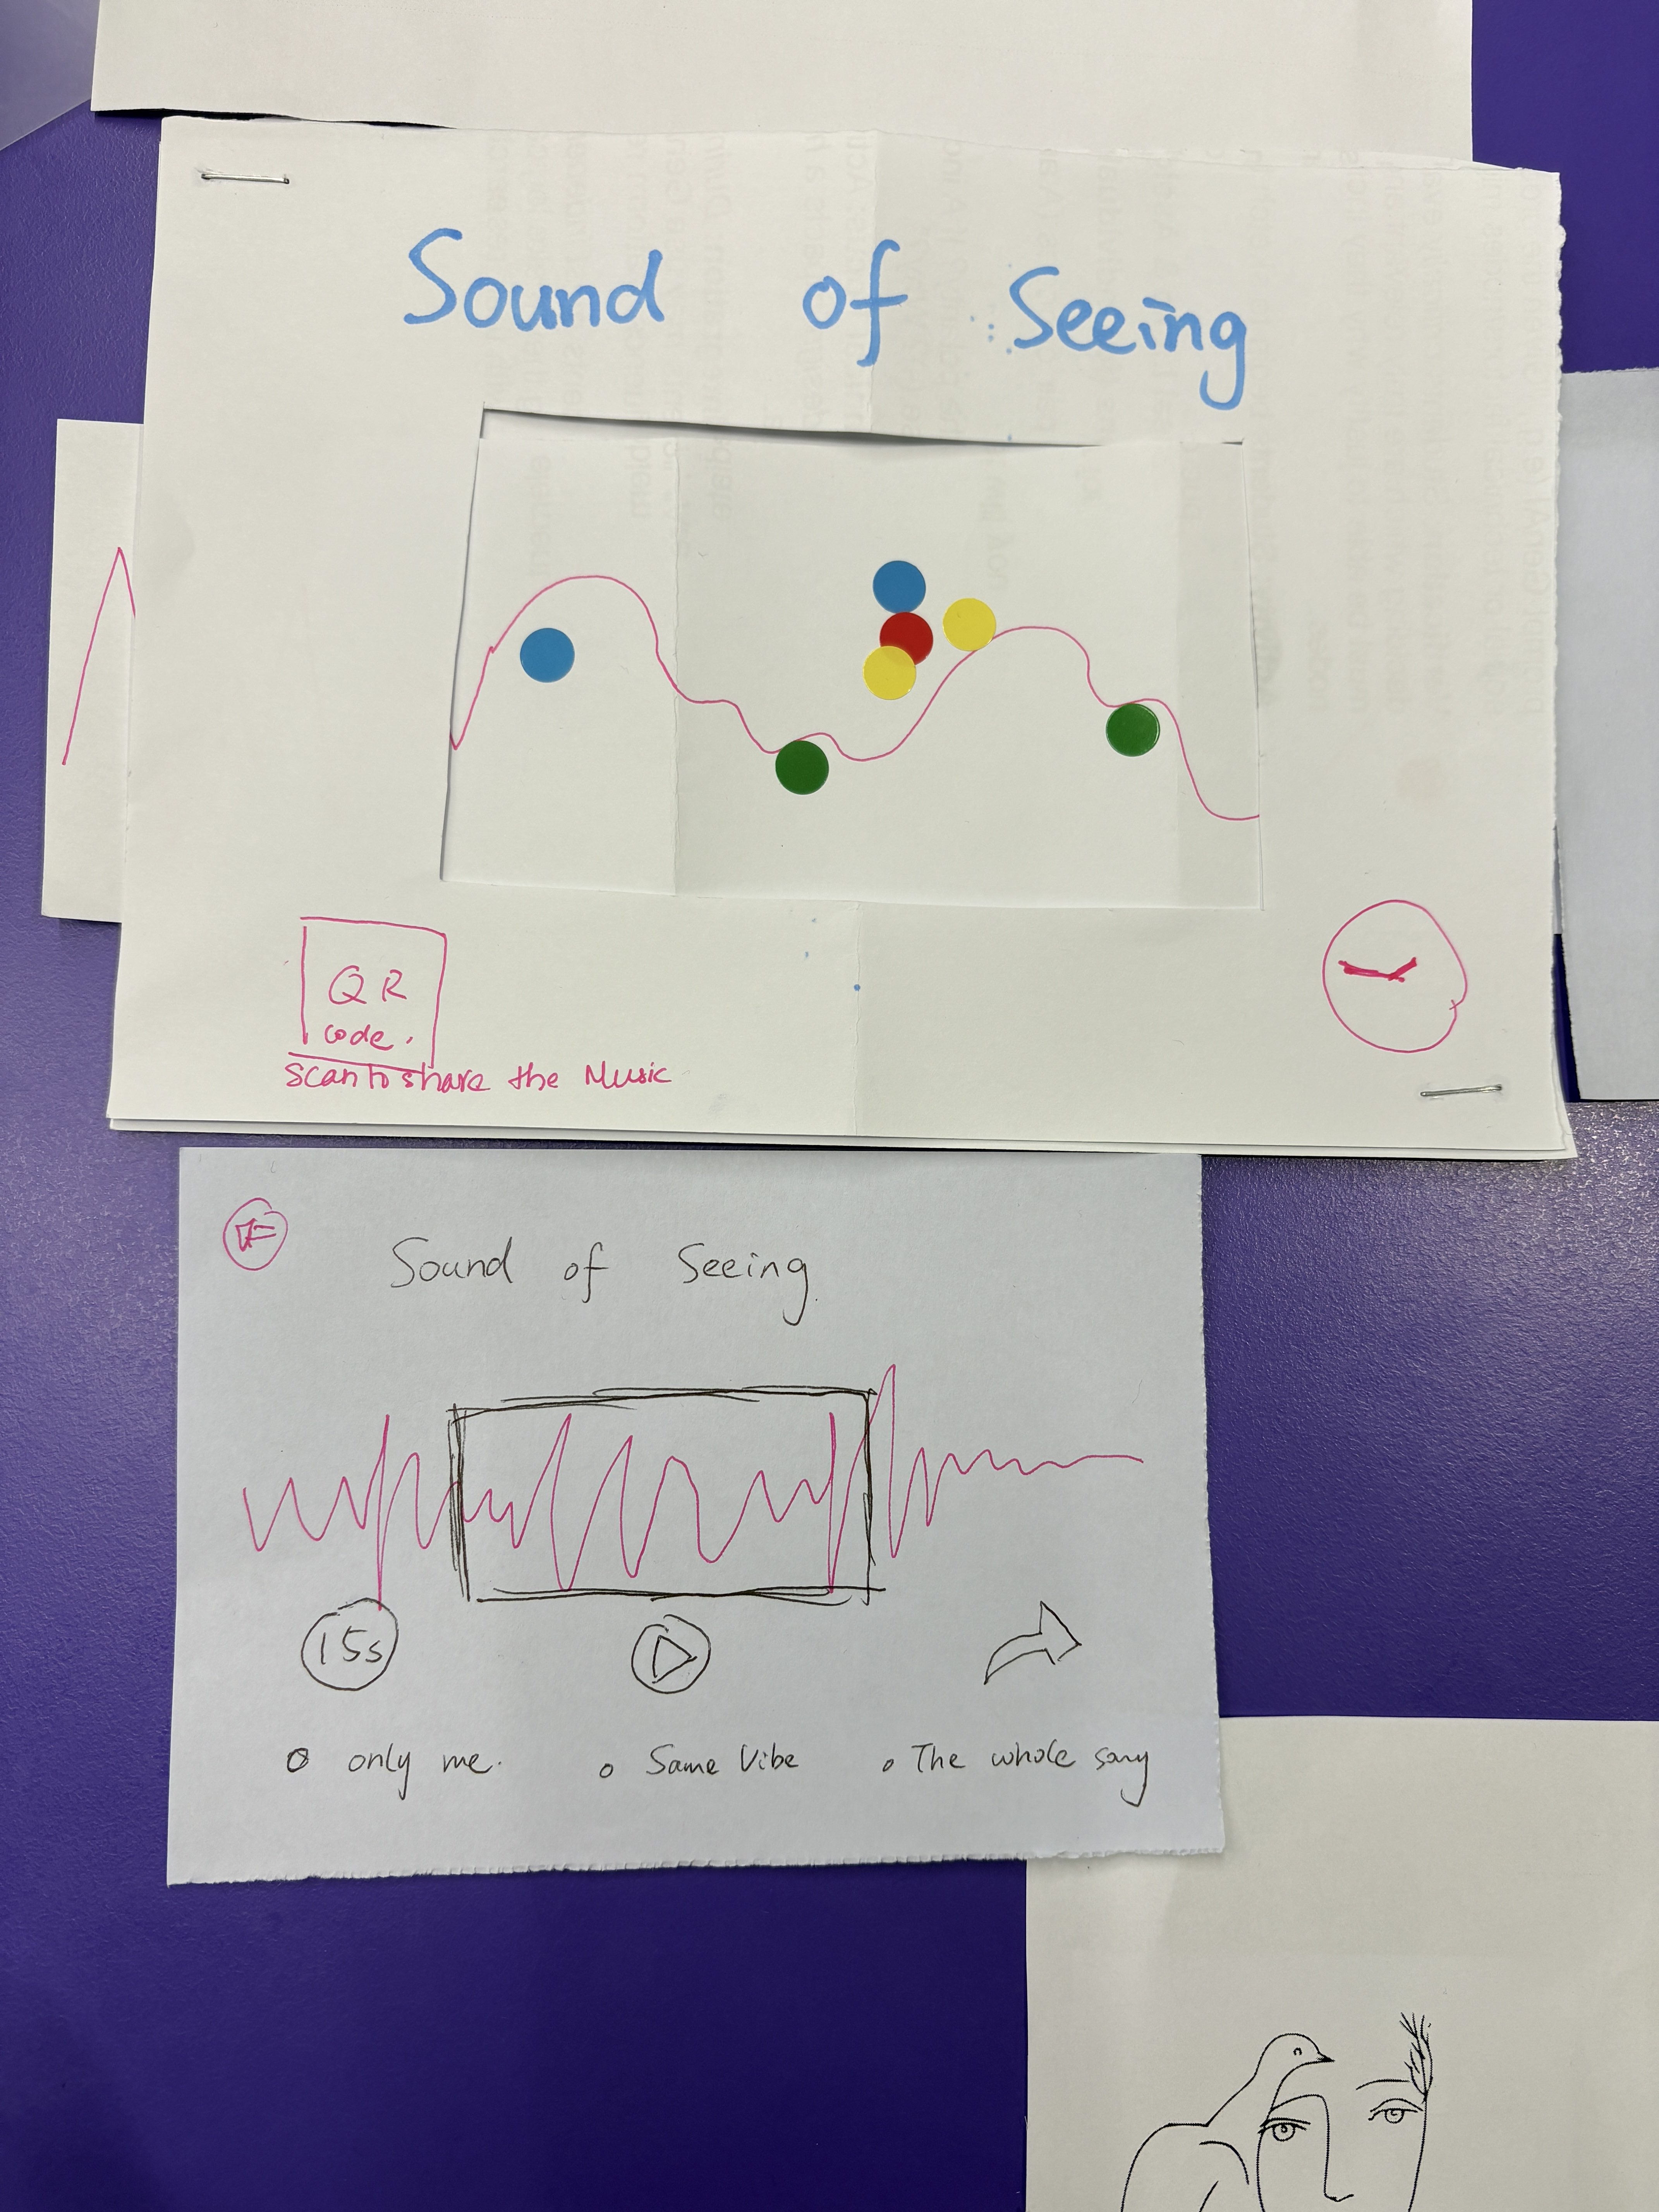 Sound of Seeing
QR
code.
Scan to share the Music
Sound of Seeing
15s
only me.
Same Vibe
The whole song